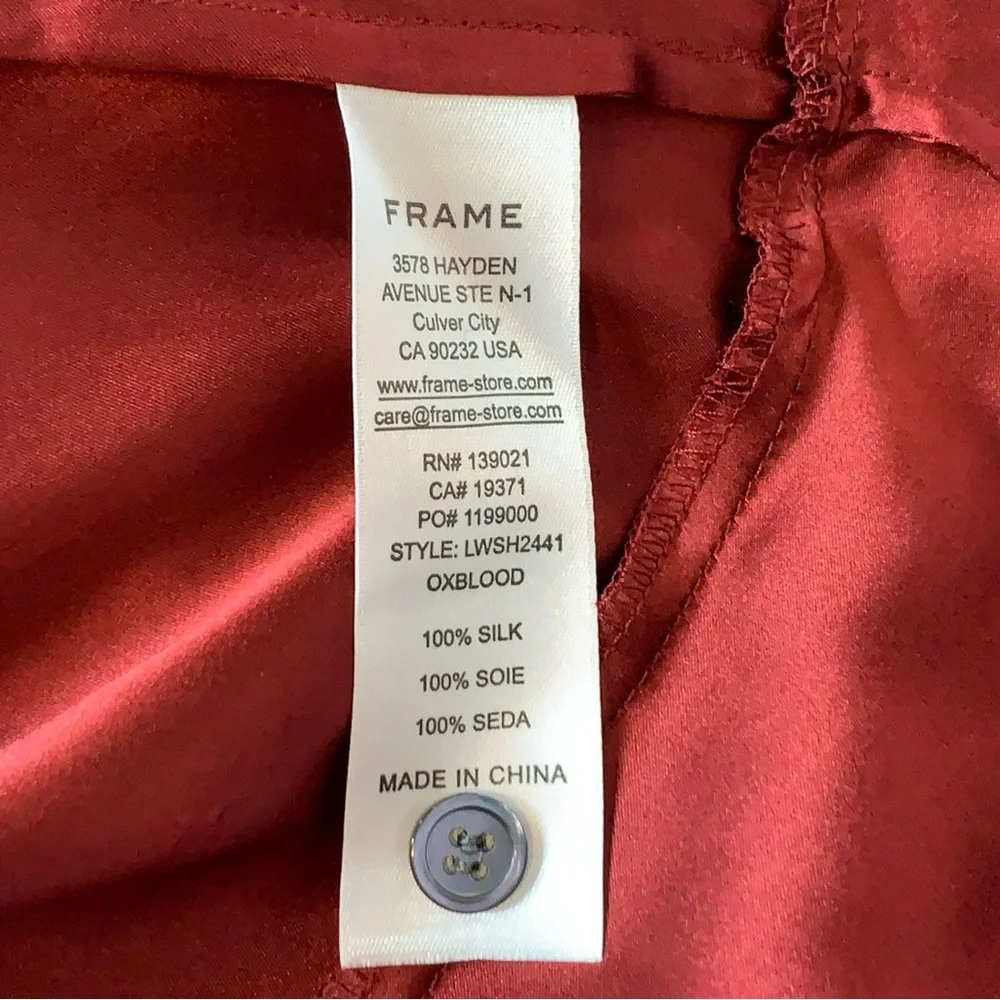 FRAME
3578 HAYDEN
AVENUE STE N-1
Culver City
CA 90232 USA
www.frame-store.com
care@frame-store.com
RN# 139021
CA# 19371
PO# 1199000
STYLE: LWSH2441
OXBLOOD
100% SILK
100% SOIE
100% SEDA
MADE IN CHINA